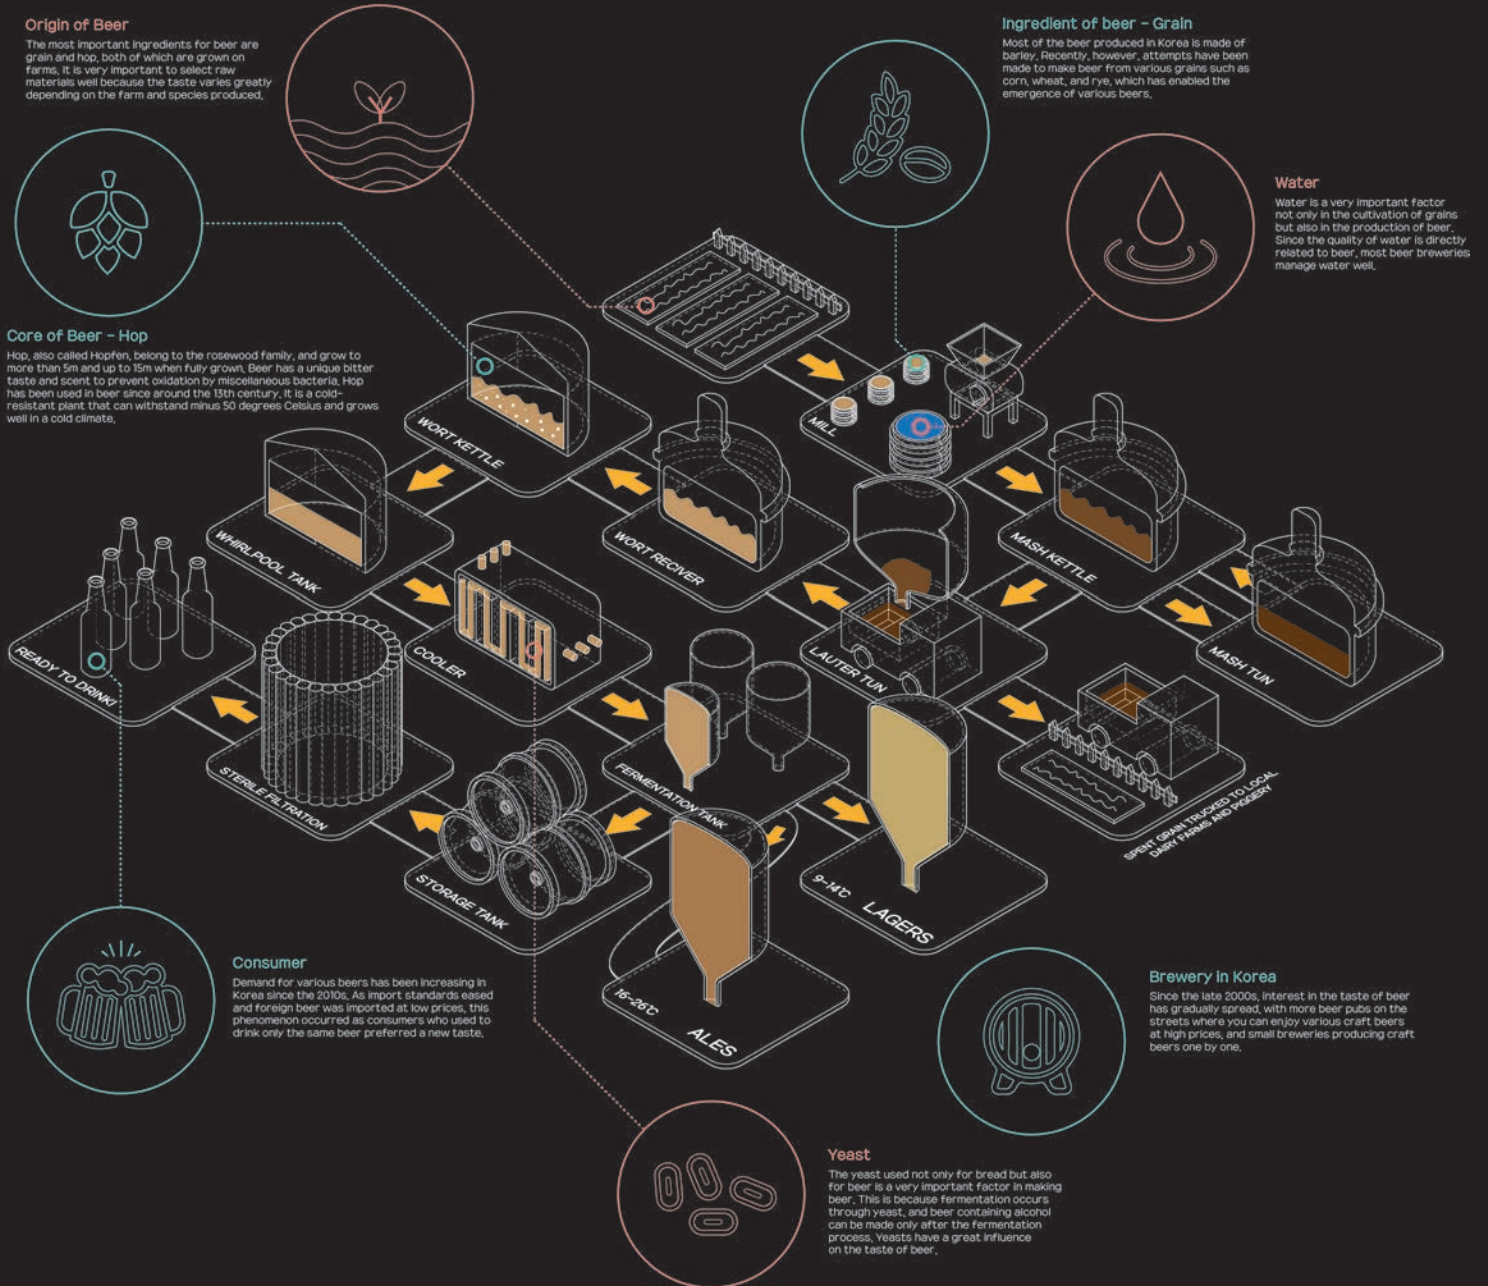 Origin of Beer
The most important ingredients for beer are
grain and hop, both of which are grown on
farms. It is very important to select raw
materials well because the taste varies greatly
depending on the farm and species produced.
Ingredient of beer - Grain
Most of the beer produced in Korea is made of
barley. Recently, however, attempts have been
made to make beer from various grains such as
corn, wheat, and rye, which has enabled the
emergence of various beers.
Water
Water is a very important factor
not only in the cultivation of grains
but also in the production of beer.
Since the quality of water is directly
related to beer, most beer breweries
manage water well.
Core of Beer - Hop
Hop, also called Hopfen, belong to the rosewood family, and grow to
more than 5m and up to 15m when fully grown. Beer has a unique bitter
taste and scent to prevent oxidation by miscellaneous bacteria. Hop
has been used in beer since around the 13th century. It is a cold-
resistant plant that can withstand minus 50 degrees Celsius and grows
well in a cold climate.
MILL
WORT KETTLE
MASH KETTLE
WORT RECIVER
WHIRLPOOL TANK
MASH TUN
LAUTER TUN
COOLER
READY TO DRINK!
FERMENTATION TANK
STERILE FILTRATION
SPENT GRAIN TRUCKED TO LOCAL
DAIRY FARMS AND PIGGERY
STORAGE TANK
9-14℃
LAGERS
16-26℃
ALES
Consumer
Demand for various beers has been increasing in
Korea since the 2010s. As import standards eased
and foreign beer was imported at low prices, this
phenomenon occurred as consumers who used to
drink only the same beer preferred a new taste.
Brewery in Korea
Since the late 2000s, interest in the taste of beer
has gradually spread, with more beer pubs on the
streets where you can enjoy various craft beers
at high prices, and small breweries producing craft
beers one by one.
Yeast
The yeast used not only for bread but also
for beer is a very important factor in making
beer. This is because fermentation occurs
through yeast, and beer containing alcohol
can be made only after the fermentation
process. Yeasts have a great influence
on the taste of beer.